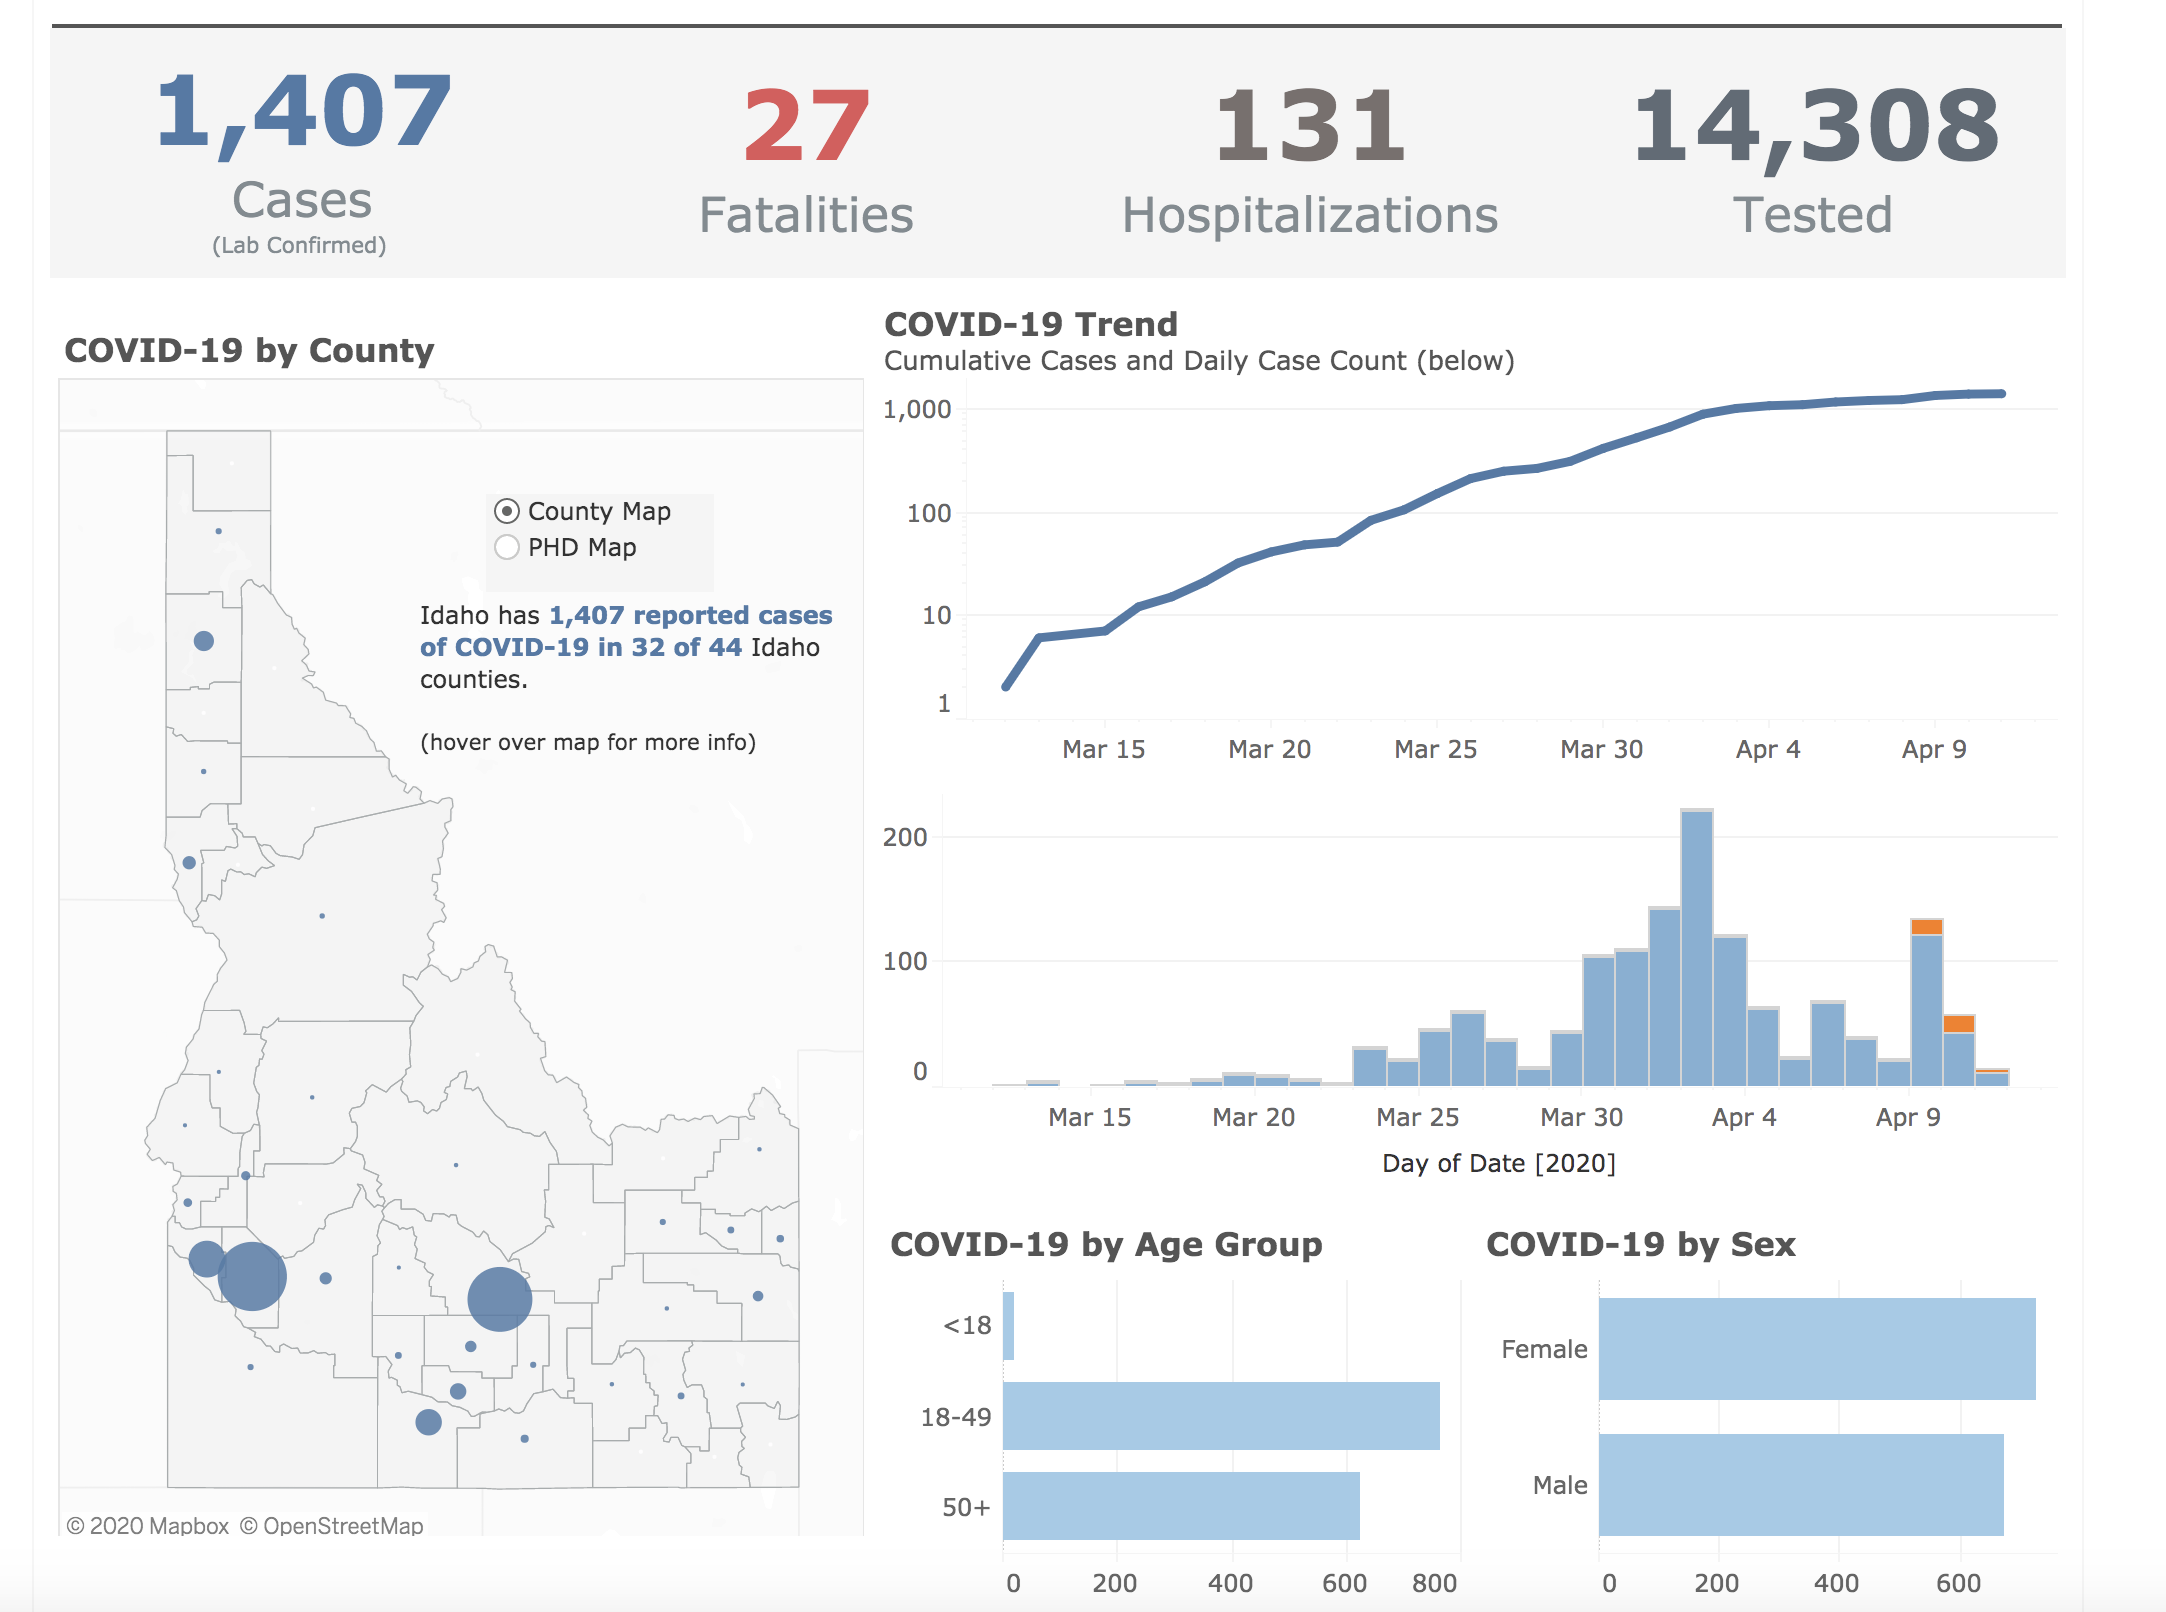 1,407
Cases
(Lab Confirmed)
27
Fatalities
131
Hospitalizations
14,308
Tested
COVID-19 by County
County Map
PHD Map
Idaho has 1,407 reported cases
of COVID-19 in 32 of 44 Idaho
counties.
(hover over map for more info)
© 2020 Mapbox © OpenStreetMap
COVID-19 Trend
Cumulative Cases and Daily Case Count (below)
1,000
100
10
1
Mar 15 Mar 20 Mar 25 Mar 30 Apr 4 Apr 9
200
100
0
Mar 15 Mar 20 Mar 25 Mar 30 Apr 4 Apr 9
Day of Date [2020]
COVID-19 by Age Group
<18
18-49
50+
0 200 400 600 800
COVID-19 by Sex
Female
Male
0 200 400 600